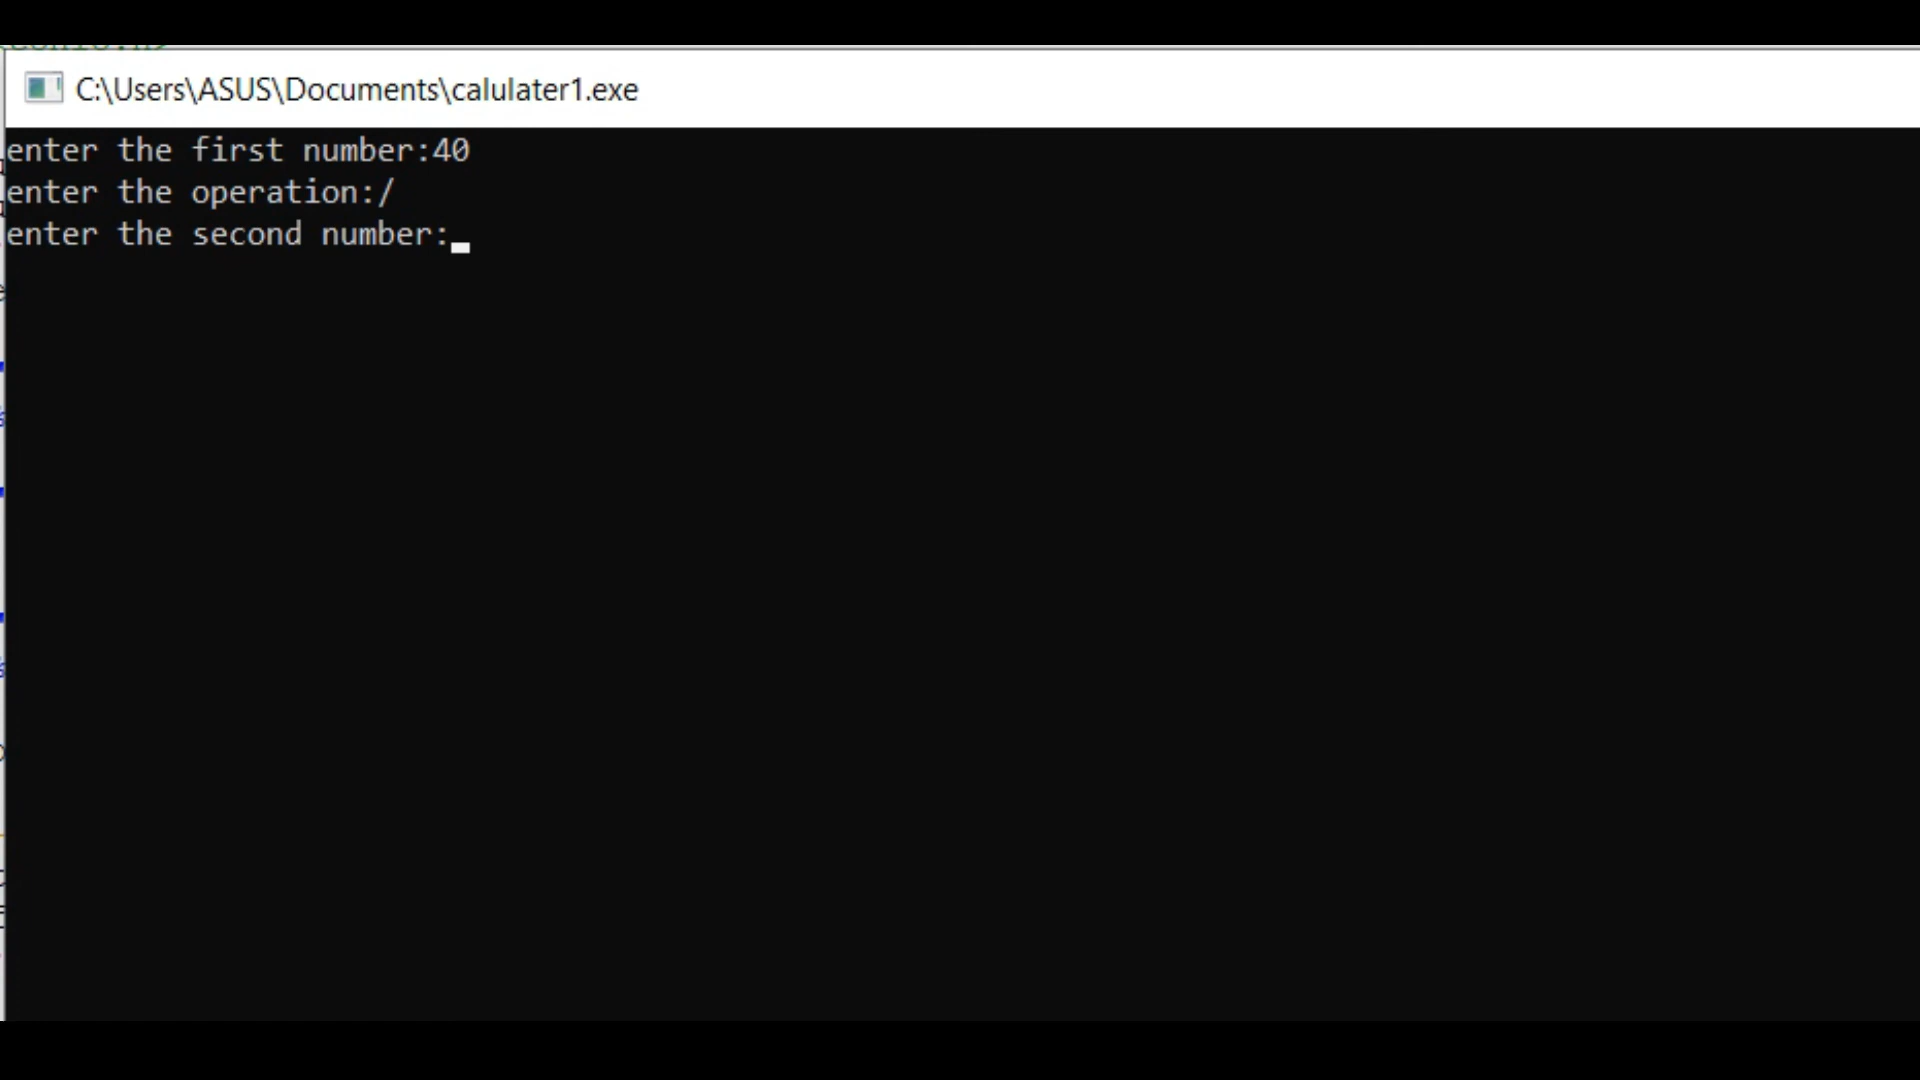 C:\Users\ASUS\Documents\calulater1.exe
enter the first number:40
enter the operation:/
enter the second number: